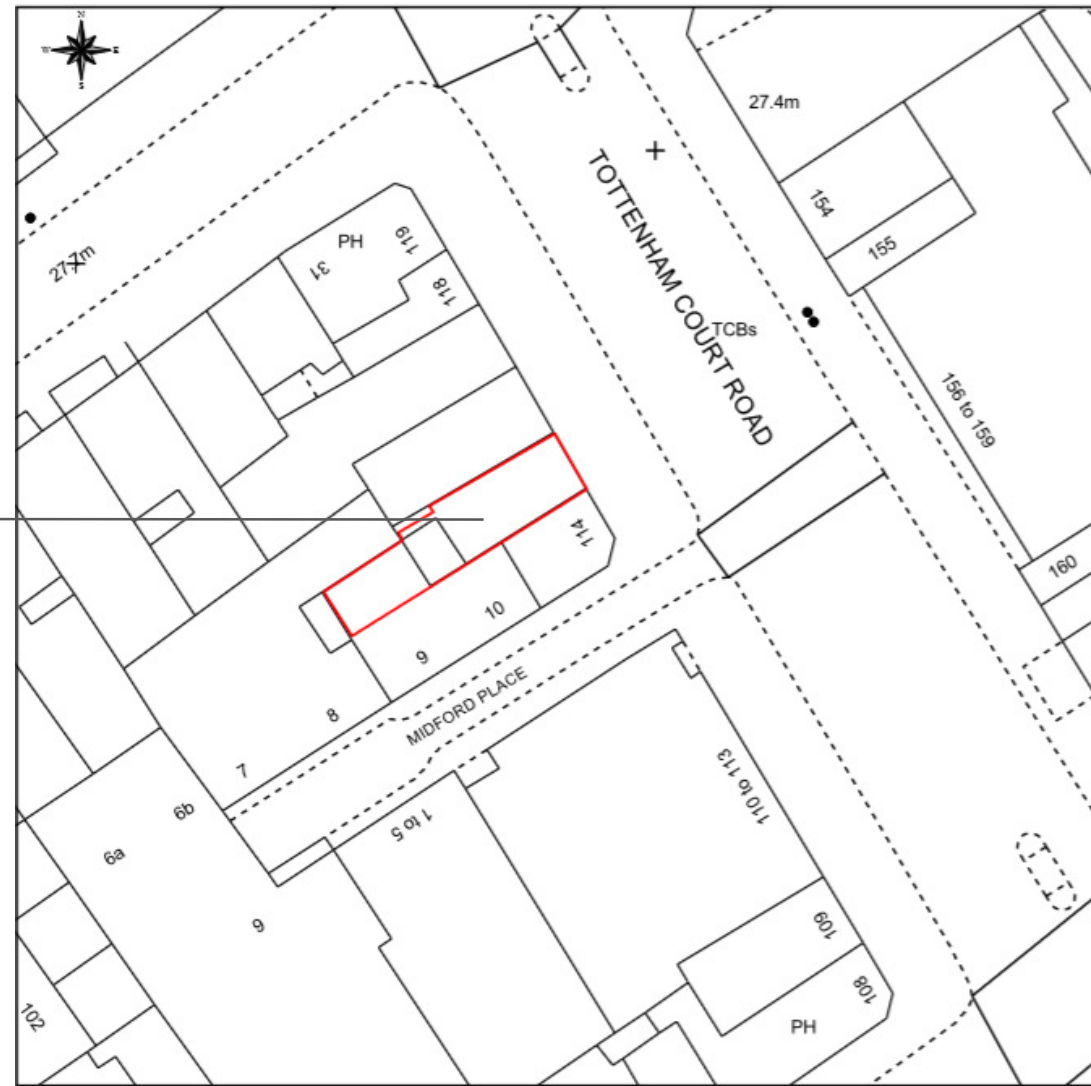 N
W
E
S
27.4m
TOTTENHAM COURT ROAD
154
155
27.7m
PH
31
119
118
TCBs
156 to 159
114
160
10
9
8
MIDFORD PLACE
7
6b
6a
1 to 5
110 to 113
9
109
108
102
PH